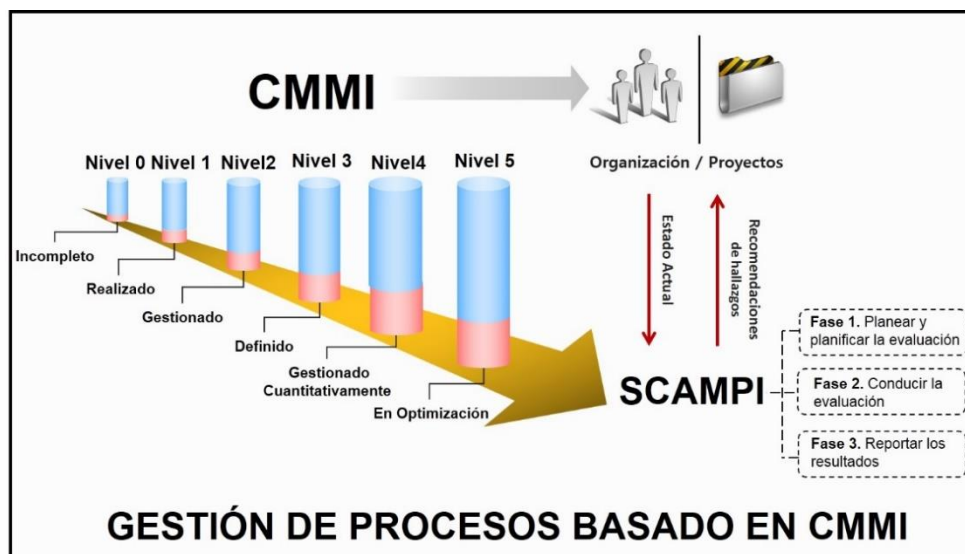 CMMI
Organización / Proyectos
Nivel 0
Nivel 1
Nivel2
Nivel 3
Nivel4
Nivel 5
Incompleto
Realizado
Gestionado
Definido
Gestionado
Cuantitativamente
En Optimización
Estado Actual
Recomendaciones
de hallazgos
SCAMPI
Fase 1. Planear y
planificar la evaluación
Fase 2. Conducir la
evaluación
Fase 3. Reportar los
resultados
GESTIÓN DE PROCESOS BASADO EN CMMI